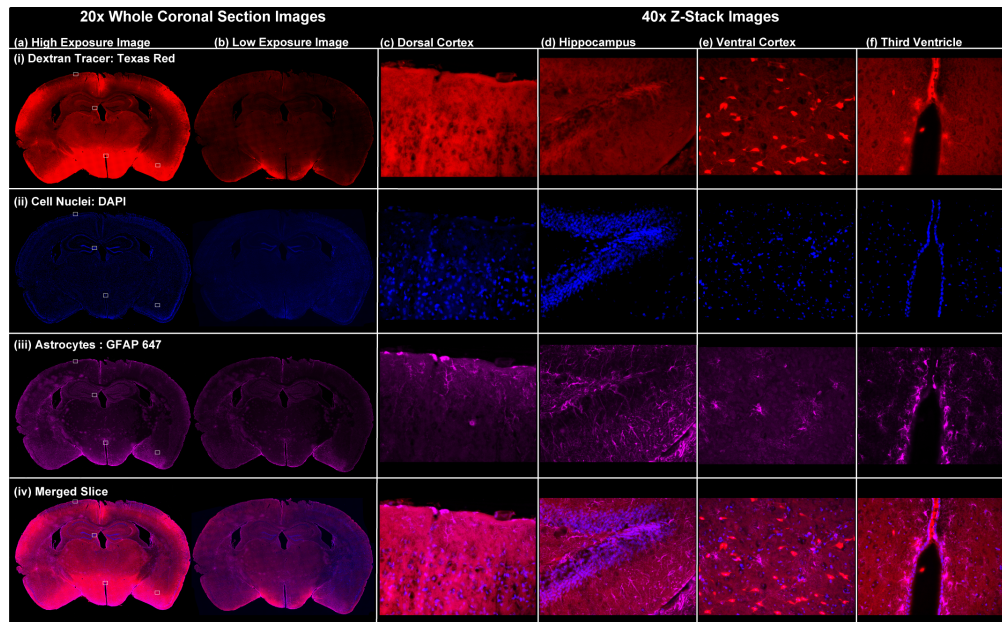 20x Whole Coronal Section Images
40x Z-Stack Images
(a) High Exposure Image
(b) Low Exposure Image
(c) Dorsal Cortex
(d) Hippocampus
(e) Ventral Cortex
(f) Third Ventricle
(i) Dextran Tracer: Texas Red
(ii) Cell Nuclei: DAPI
(iii) Astrocytes : GFAP 647
(iv) Merged Slice